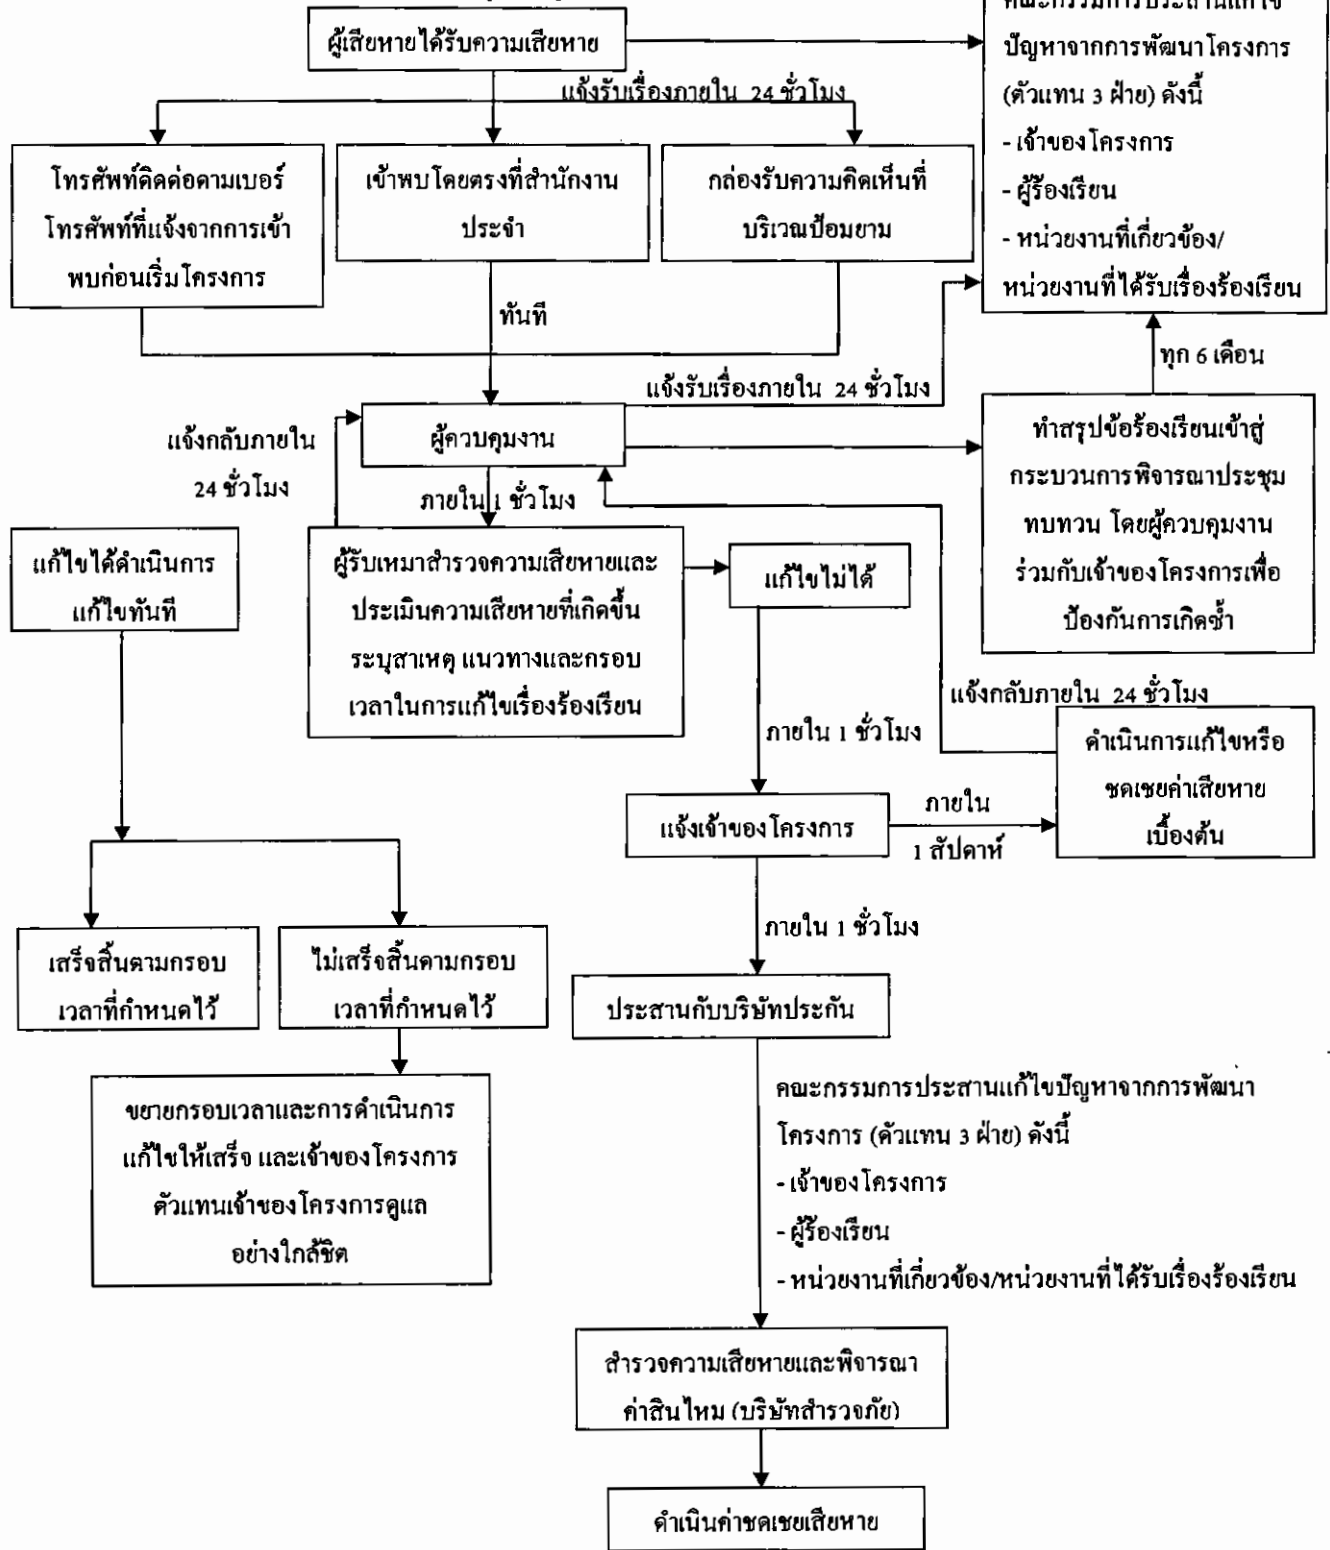 ผู้เสียหายได้รับความเสียหาย
คณะกรรมการประสานแก้ไข
ปัญหาจากการพัฒนาโครงการ
(ตัวแทน 3 ฝ่าย) ดังนี้
- เจ้าของโครงการ
- ผู้ร้องเรียน
- หน่วยงานที่เกี่ยวข้อง/
หน่วยงานที่ได้รับเรื่องร้องเรียน
แจ้งรับเรื่องภายใน 24 ชั่วโมง
โทรศัพท์ติดต่อตามเบอร์
โทรศัพท์ที่แจ้งจากการเข้า
พบก่อนเริ่มโครงการ
เข้าพบโดยตรงที่สำนักงาน
ประจำ
กล่องรับความคิดเห็นที่
บริเวณป้อมยาม
ทันที
ทุก 6 เดือน
แจ้งรับเรื่องภายใน 24 ชั่วโมง
ผู้ควบคุมงาน
แจ้งกลับภายใน
24 ชั่วโมง
ภายใน 1 ชั่วโมง
ทำสรุปข้อร้องเรียนเข้าสู่
กระบวนการพิจารณาประชุม
ทบทวน โดยผู้ควบคุมงาน
ร่วมกับเจ้าของโครงการเพื่อ
ป้องกันการเกิดซ้ำ
แก้ไขได้ดำเนินการ
แก้ไขทันที
ผู้รับเหมาสำรวจความเสียหายและ
ประเมินความเสียหายที่เกิดขึ้น
ระบุสาเหตุ แนวทางและกรอบ
เวลาในการแก้ไขเรื่องร้องเรียน
แก้ไขไม่ได้
แจ้งกลับภายใน 24 ชั่วโมง
ภายใน 1 ชั่วโมง
ดำเนินการแก้ไขหรือ
ชดเชยค่าเสียหาย
เบื้องต้น
แจ้งเจ้าของโครงการ
ภายใน
1 สัปดาห์
ภายใน 1 ชั่วโมง
เสร็จสิ้นตามกรอบ
เวลาที่กำหนดไว้
ไม่เสร็จสิ้นตามกรอบ
เวลาที่กำหนดไว้
ประสานกับบริษัทประกัน
ขยายกรอบเวลาและการดำเนินการ
แก้ไขให้เสร็จ และเจ้าของโครงการ
ตัวแทนเจ้าของโครงการดูแล
อย่างใกล้ชิด
คณะกรรมการประสานแก้ไขปัญหาจากการพัฒนา
โครงการ (ตัวแทน 3 ฝ่าย) ดังนี้
- เจ้าของโครงการ
- ผู้ร้องเรียน
- หน่วยงานที่เกี่ยวข้อง/หน่วยงานที่ได้รับเรื่องร้องเรียน
สำรวจความเสียหายและพิจารณา
ค่าสินไหม (บริษัทสำรวจภัย)
ดำเนินค่าชดเชยเสียหาย